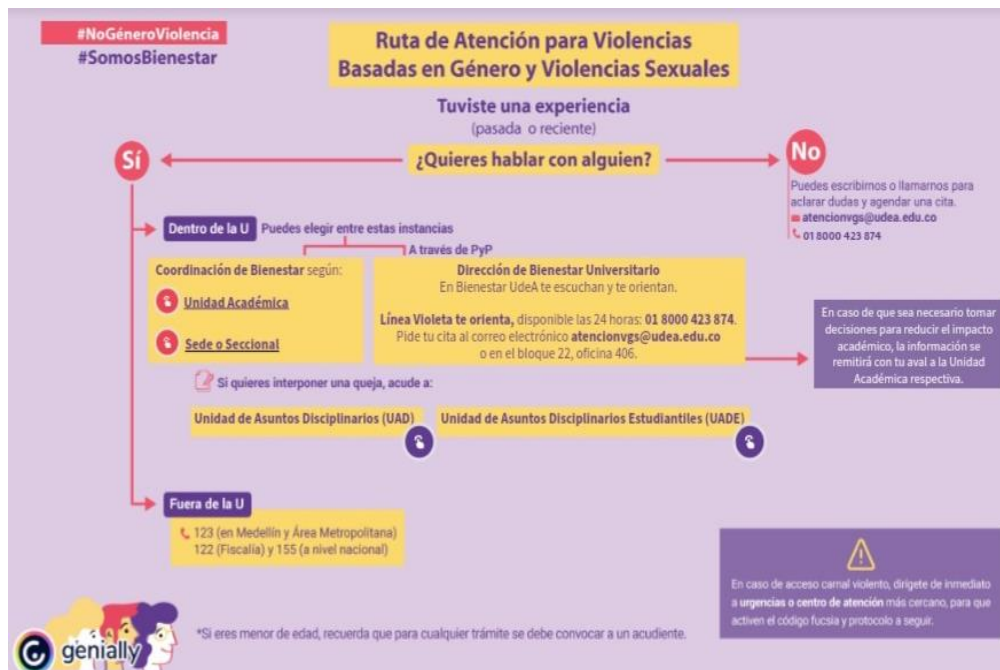 #NoGéneroViolencia
#SomosBienestar
Ruta de Atención para Violencias
Basadas en Género y Violencias Sexuales
Tuviste una experiencia
(pasada o reciente)
Sí
¿Quieres hablar con alguien?
No
Puedes escribirnos o llamarnos para
aclarar dudas y agendar una cita.
atencionvgs@udea.edu.co
01 8000 423 874
Dentro de la U Puedes elegir entre estas instancias
A través de PyP
Coordinación de Bienestar según:
Unidad Académica
Sede o Seccional
Dirección de Bienestar Universitario
En Bienestar UdeA te escuchan y te orientan.
Línea Violeta te orienta, disponible las 24 horas: 01 8000 423 874.
Pide tu cita al correo electrónico atencionvgs@udea.edu.co
o en el bloque 22, oficina 406.
En caso de que sea necesario tomar
decisiones para reducir el impacto
académico, la información se
remitirá con tu aval a la Unidad
Académica respectiva.
Si quieres interponer una queja, acude a:
Unidad de Asuntos Disciplinarios (UAD)
Unidad de Asuntos Disciplinarios Estudiantiles (UADE)
Fuera de la U
123 (en Medellín y Área Metropolitana)
122 (Fiscalía) y 155 (a nivel nacional)
En caso de acceso carnal violento, dirígete de inmediato
a urgencias o centro de atención más cercano, para que
activen el código fucsia y protocolo a seguir.
*Si eres menor de edad, recuerda que para cualquier trámite se debe convocar a un acudiente.
genially